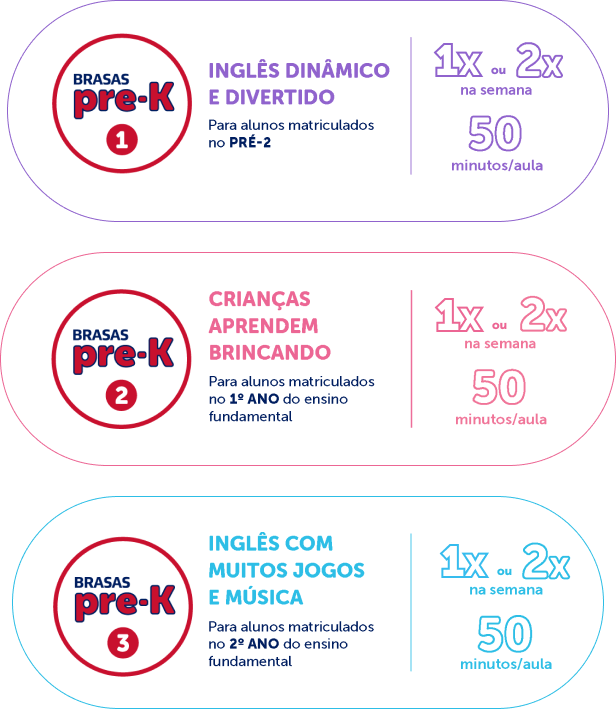 BRASAS
pre-K
1
INGLÊS DINÂMICO
E DIVERTIDO
Para alunos matriculados
no PRÉ-2
1x ou 2x
na semana
50
minutos/aula
BRASAS
pre-K
2
CRIANÇAS
APRENDEM
BRINCANDO
Para alunos matriculados
no 1º ANO do ensino
fundamental
1x ou 2x
na semana
50
minutos/aula
BRASAS
pre-K
3
INGLÊS COM
MUITOS JOGOS
E MÚSICA
Para alunos matriculados
no 2º ANO do ensino
fundamental
1x ou 2x
na semana
50
minutos/aula